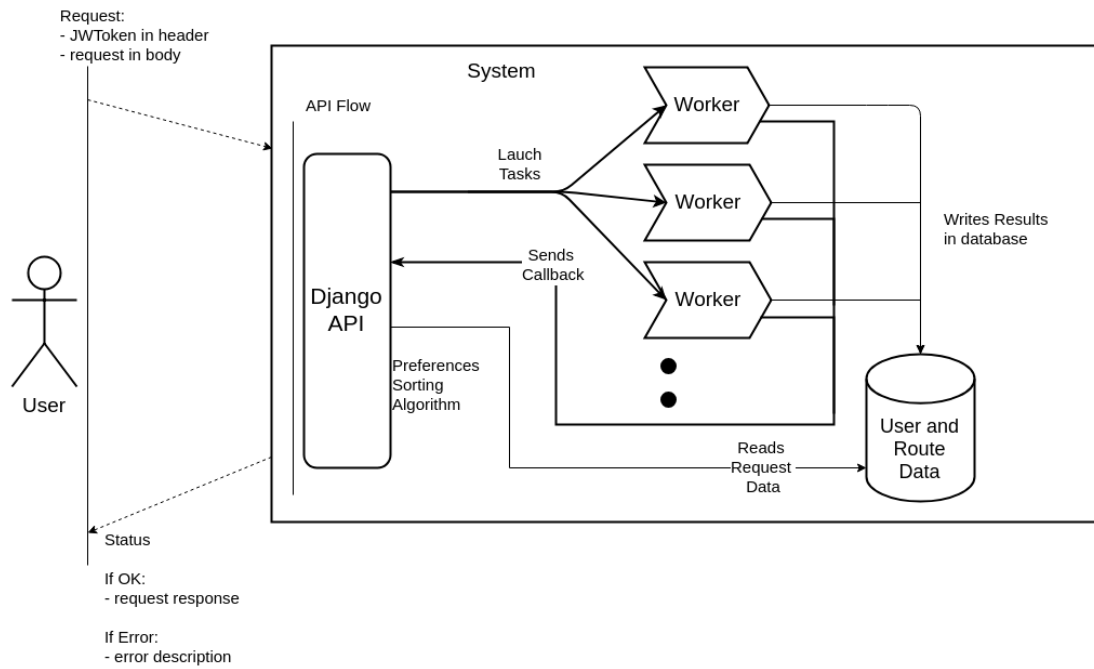 Request:
- JWToken in header
- request in body
System
API Flow
Worker
Lauch
Tasks
Worker
Writes Results
in database
Sends
Callback
Worker
Django
API
Preferences
Sorting
Algorithm
User
User and
Route
Data
Reads
Request
Data
Status
If OK:
- request response
If Error:
- error description